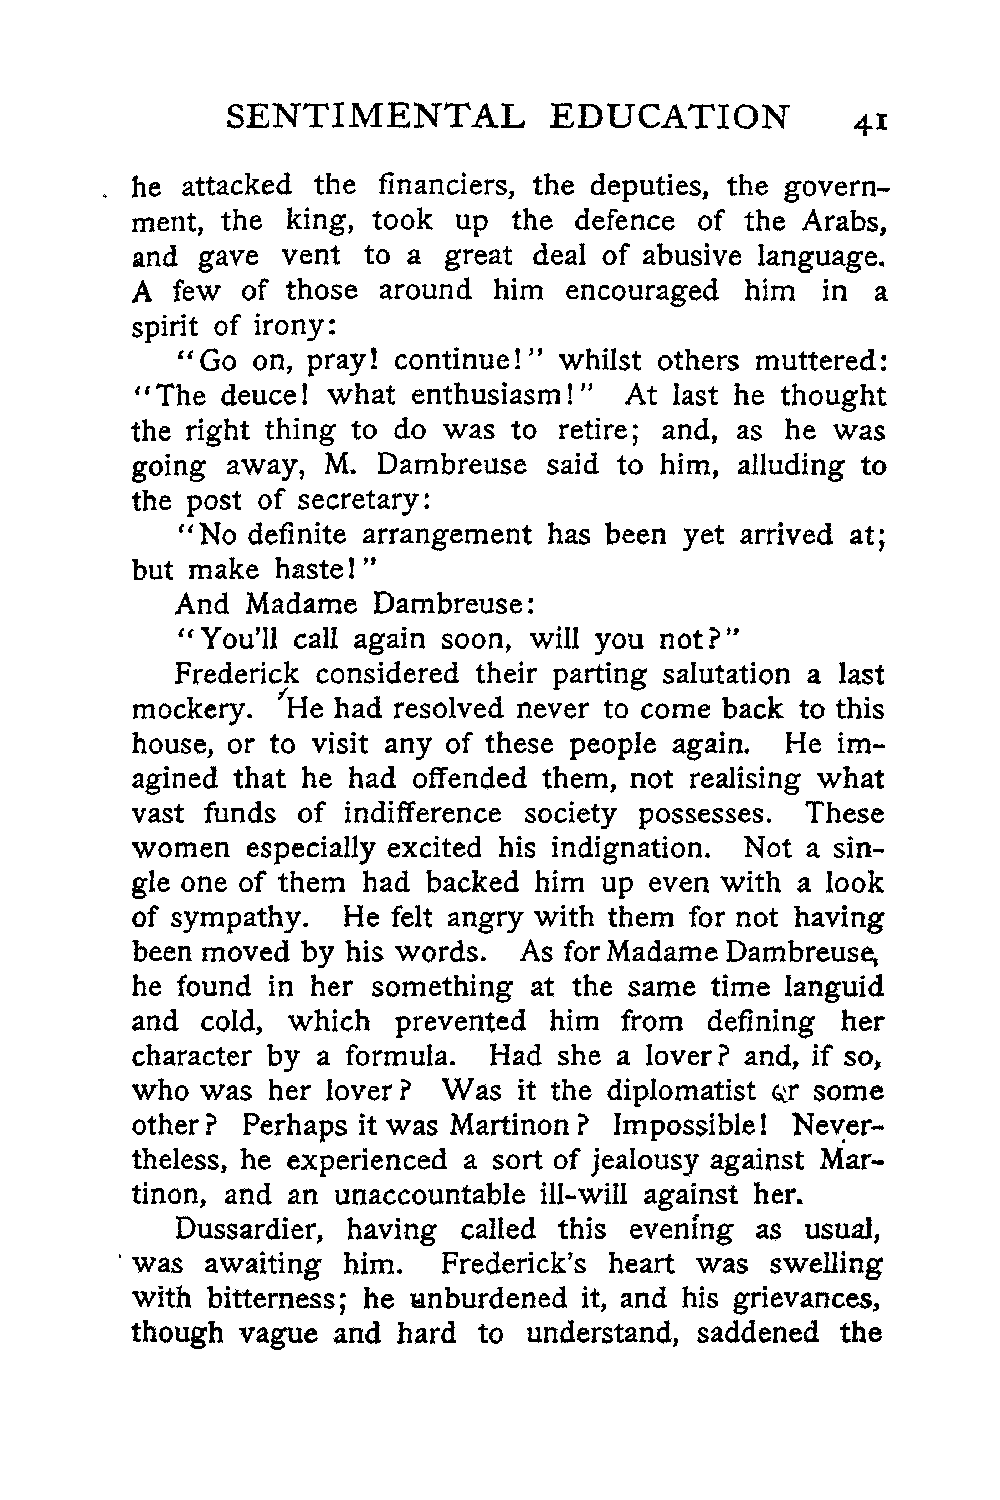 SENTIMENTAL EDUCATION 41
he attacked the financiers, the deputies, the govern-
ment, the king, took up the defence of the Arabs,
and gave vent to a great deal of abusive language.
A few of those around him encouraged him in a
spirit of irony:
"Go on, pray! continue!" whilst others muttered:
"The deuce! what enthusiasm!" At last he thought
the right thing to do was to retire; and, as he was
going away, M. Dambreuse said to him, alluding to
the post of secretary:
"No definite arrangement has been yet arrived at;
but make haste!"
And Madame Dambreuse:
"You'll call again soon, will you not?"
Frederick considered their parting salutation a last
mockery. He had resolved never to come back to this
house, or to visit any of these people again. He im-
agined that he had offended them, not realising what
vast funds of indifference society possesses. These
women especially excited his indignation. Not a sin-
gle one of them had backed him up even with a look
of sympathy. He felt angry with them for not having
been moved by his words. As for Madame Dambreuse,
he found in her something at the same time languid
and cold, which prevented him from defining her
character by a formula. Had she a lover? and, if so,
who was her lover? Was it the diplomatist or some
other? Perhaps it was Martinon? Impossible! Never-
theless, he experienced a sort of jealousy against Mar-
tinon, and an unaccountable ill-will against her.
Dussardier, having called this evening as usual,
was awaiting him. Frederick's heart was swelling
with bitterness; he unburdened it, and his grievances,
though vague and hard to understand, saddened the